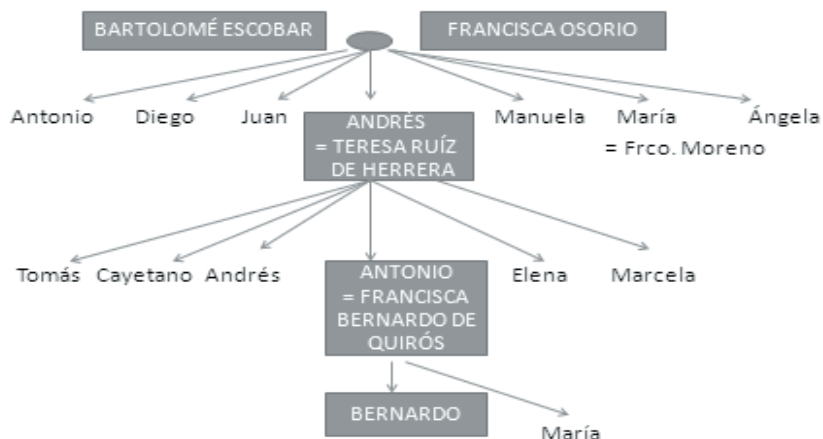 BARTOLOMÉ ESCOBAR
FRANCISCA OSORIO
Antonio
Diego
Juan
ANDRÉS
= TERESA RUÍZ
DE HERRERA
Manuela
María
= Frco. Moreno
Ángela
Tomás
Cayetano
Andrés
ANTONIO
= FRANCISCA
BERNARDO DE
QUIRÓS
Elena
Marcela
BERNARDO
María